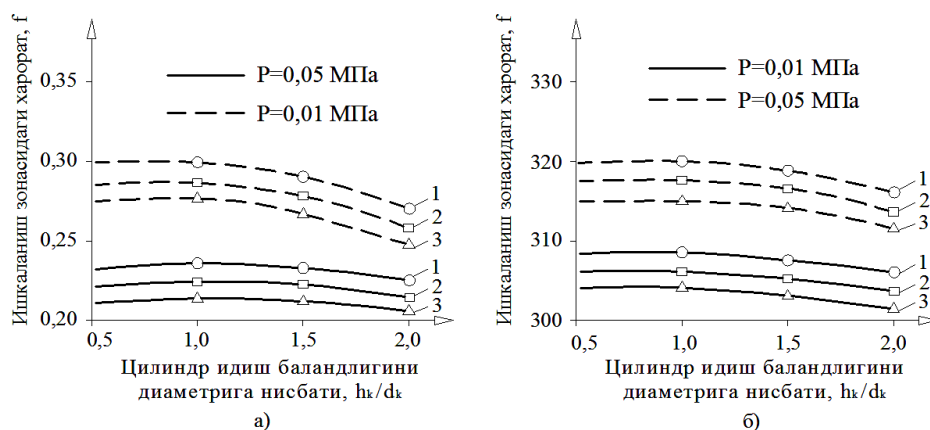 Ишкаланиш зонасидаги харорат, f
0,35
0,30
0,25
0,20
P=0,05 МПа
P=0,01 МПа
1
2
3
1
2
3
0,5 1,0 1,5 2,0
Цилиндр идиш баландлигини
диаметрига нисбати, hk/dk
а)
Ишкаланиш зонасидаги харорат, f
330
320
310
300
P=0,01 МПа
P=0,05 МПа
1
2
3
1
2
3
0,5 1,0 1,5 2,0
Цилиндр идиш баландлигини
диаметрига нисбати, hk/dk
б)